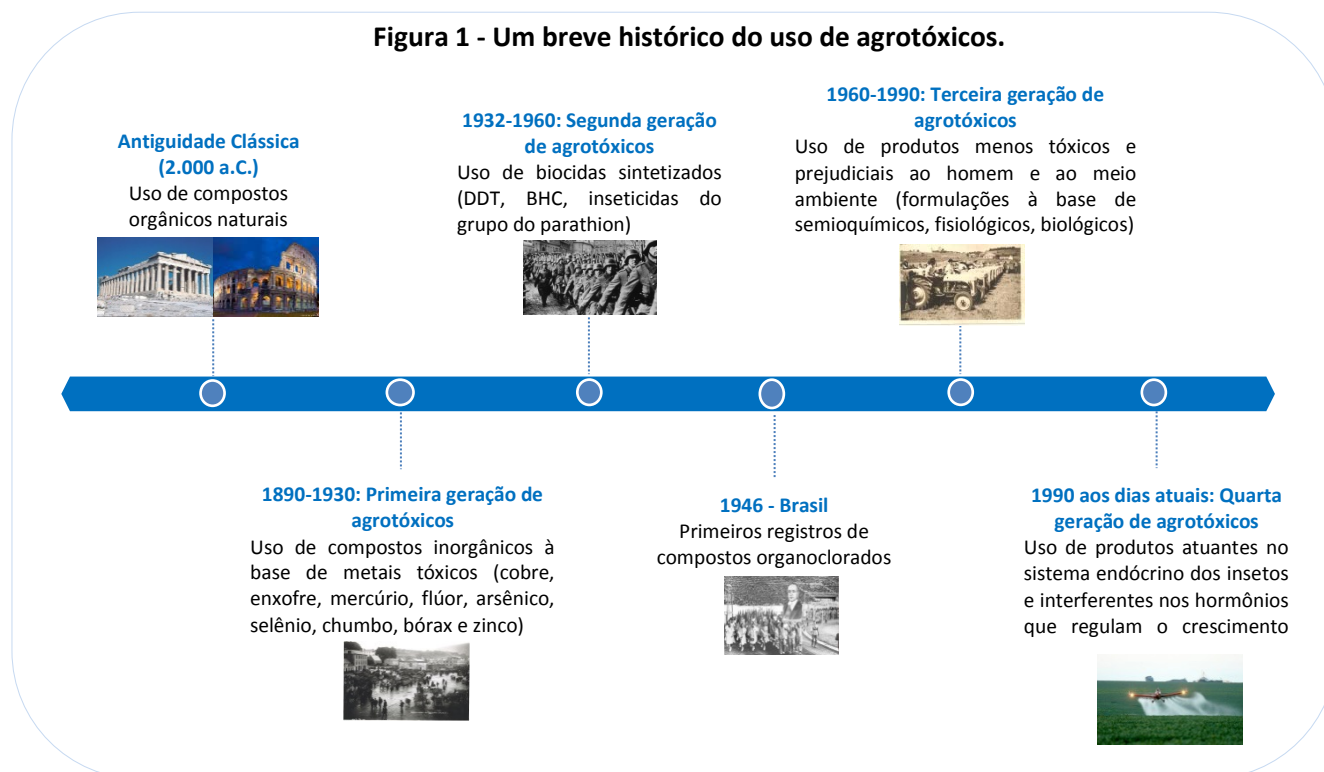 Figura 1 - Um breve histórico do uso de agrotóxicos.
Antiguidade Clássica
(2.000 a.C.)
Uso de compostos
orgânicos naturais
1890-1930: Primeira geração de
agrotóxicos
Uso de compostos inorgânicos à
base de metais tóxicos (cobre,
enxofre, mercúrio, flúor, arsênico,
selênio, chumbo, bórax e zinco)
1932-1960: Segunda geração
de agrotóxicos
Uso de biocidas sintetizados
(DDT, BHC, inseticidas do
grupo do parathion)
1946 - Brasil
Primeiros registros de
compostos organoclorados
1960-1990: Terceira geração de
agrotóxicos
Uso de produtos menos tóxicos e
prejudiciais ao homem e ao meio
ambiente (formulações à base de
semioquímicos, fisiológicos, biológicos)
1990 aos dias atuais: Quarta
geração de agrotóxicos
Uso de produtos atuantes no
sistema endócrino dos insetos
e interferentes nos hormônios
que regulam o crescimento